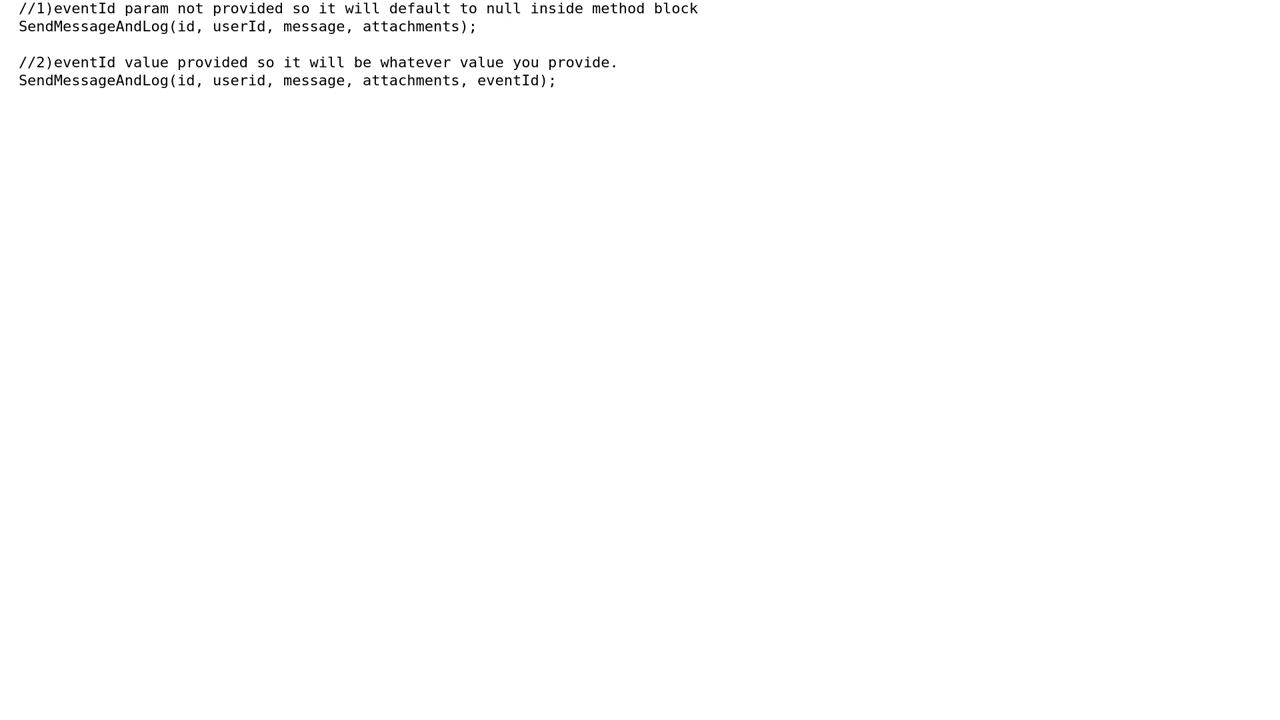 //1)eventId param not provided so it will default to null inside method block
SendMessageAndLog(id, userId, message, attachments);
//2)eventId value provided so it will be whatever value you provide.
SendMessageAndLog(id, userid, message, attachments, eventId);